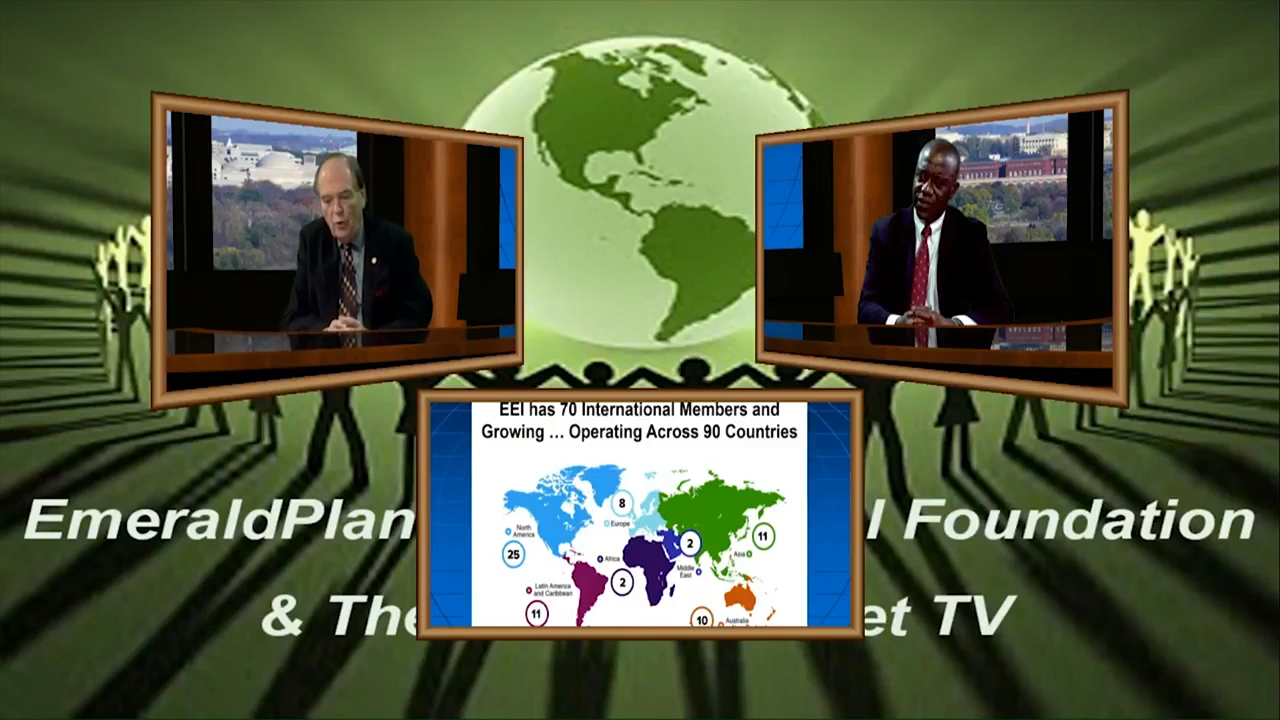 EEI has 70 International Members and
Growing ... Operating Across 90 Countries
8
Europe
North
America
25
2
Middle
East
11
Asia
Africa
2
Latin America
and Caribbean
11
10
Australia
EmeraldPlan l Foundation
& The et TV